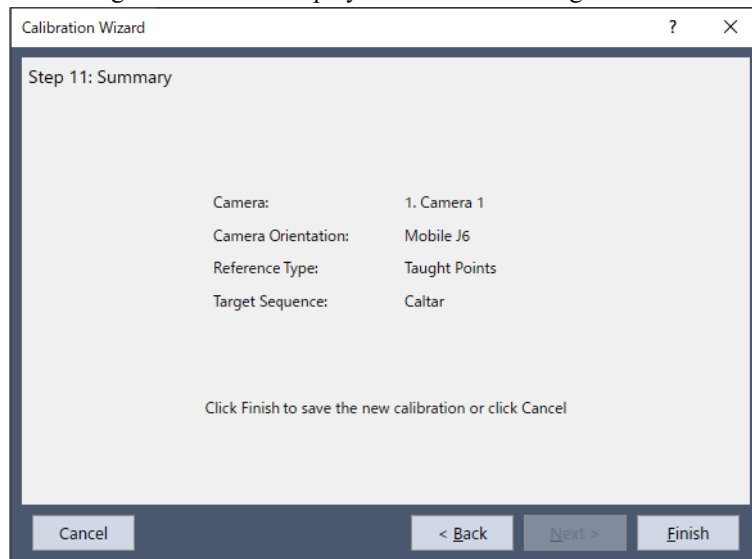 Calibration Wizard ? ×
Step 11: Summary
Camera: 1. Camera 1
Camera Orientation: Mobile J6
Reference Type: Taught Points
Target Sequence: Caltar
Click Finish to save the new calibration or click Cancel
Cancel < Back Next > Finish